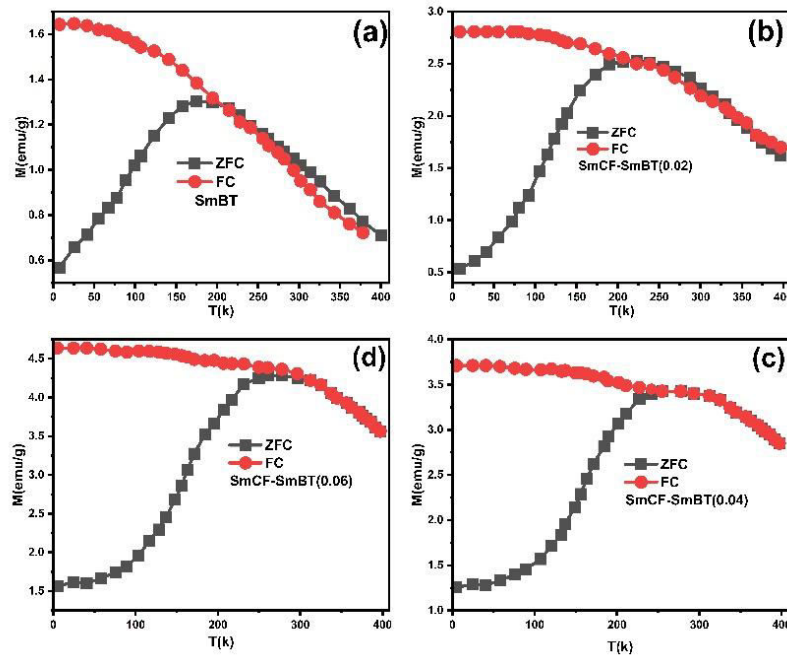 (a)
1.6
1.4
1.2
1.0
0.8
0.6
M(emu/g)
ZFC
FC
SmBT
0 50 100 150 200 250 300 350 400
T(k)
(b)
3.0
2.5
2.0
1.5
1.0
0.5
M(emu/g)
ZFC
FC
SmCF-SmBT(0.02)
0 50 100 150 200 250 300 350 400
T(k)
(d)
4.5
4.0
3.5
3.0
2.5
2.0
1.5
M(emu/g)
ZFC
FC
SmCF-SmBT(0.06)
0 100 200 300 400
T(k)
(c)
4.0
3.5
3.0
2.5
2.0
1.5
1.0
M(emu/g)
ZFC
FC
SmCF-SmBT(0.04)
0 100 200 300 400
T(k)